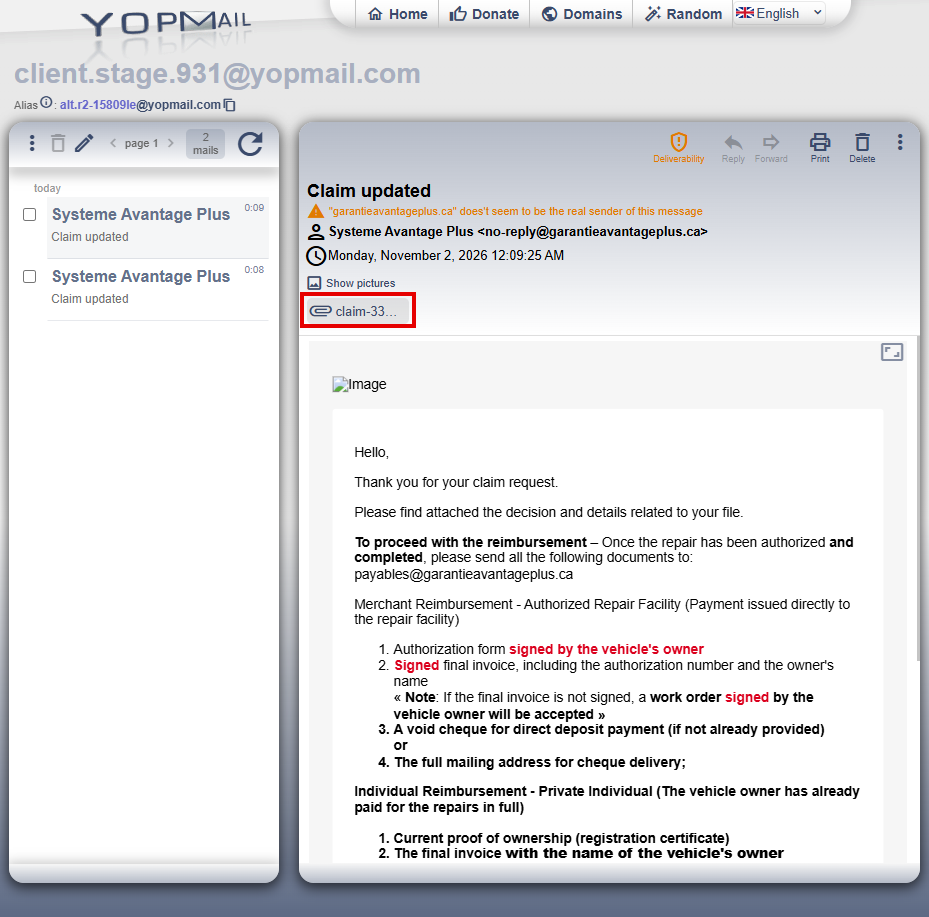 YOPMail
Home
Donate
Domains
Random
English
client.stage.931@yopmail.com
Alias : alt.r2-15809le@yopmail.com
page 1
2
mails
today
Systeme Avantage Plus
0:09
Claim updated
Systeme Avantage Plus
0:08
Claim updated
Deliverability
Reply
Forward
Print
Delete
Claim updated
"garantieavantageplus.ca" does't seem to be the real sender of this message
Systeme Avantage Plus <no-reply@garantieavantageplus.ca>
Monday, November 2, 2026 12:09:25 AM
Show pictures
claim-33...
Image
Hello,
Thank you for your claim request.
Please find attached the decision and details related to your file.
To proceed with the reimbursement – Once the repair has been authorized and
completed, please send all the following documents to:
payables@garantieavantageplus.ca
Merchant Reimbursement - Authorized Repair Facility (Payment issued directly to
the repair facility)
1. Authorization form signed by the vehicle's owner
2. Signed final invoice, including the authorization number and the owner's
name
« Note: If the final invoice is not signed, a work order signed by the
vehicle owner will be accepted »
3. A void cheque for direct deposit payment (if not already provided)
or
4. The full mailing address for cheque delivery;
Individual Reimbursement - Private Individual (The vehicle owner has already
paid for the repairs in full)
1. Current proof of ownership (registration certificate)
2. The final invoice with the name of the vehicle's owner